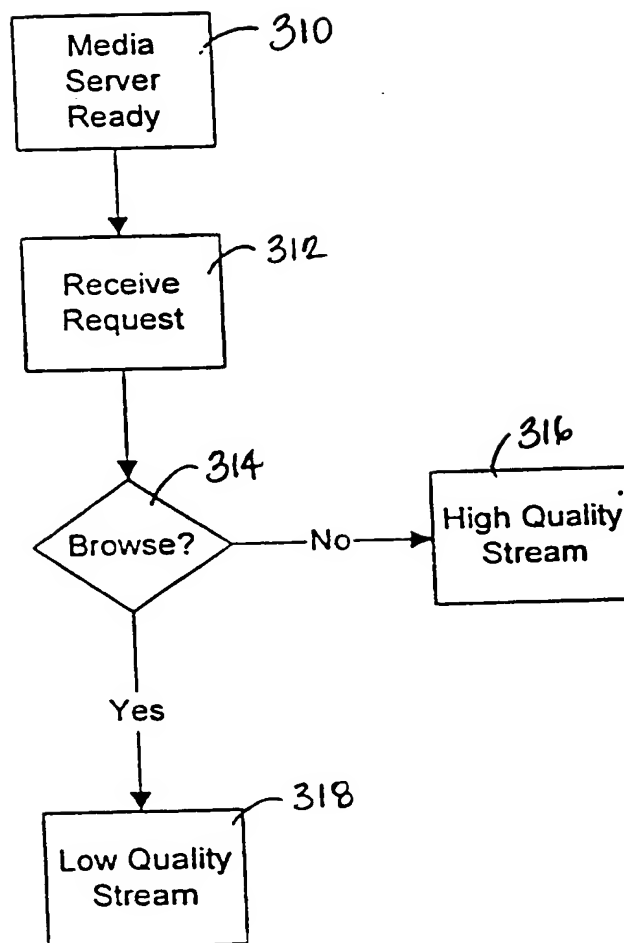 Media
Server
Ready
310
Receive
Request
312
314
Browse?
No
316
High Quality
Stream
Yes
318
Low Quality
Stream